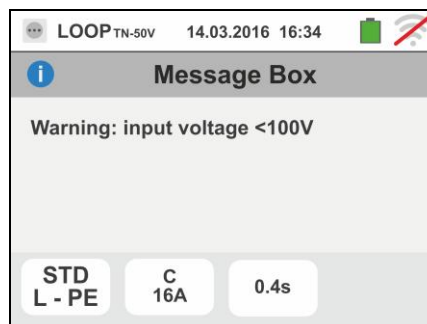 LOOP TN-50V 14.03.2016 16:34
Message Box
Warning: input voltage <100V
STD
L - PE
C
16A
0.4s